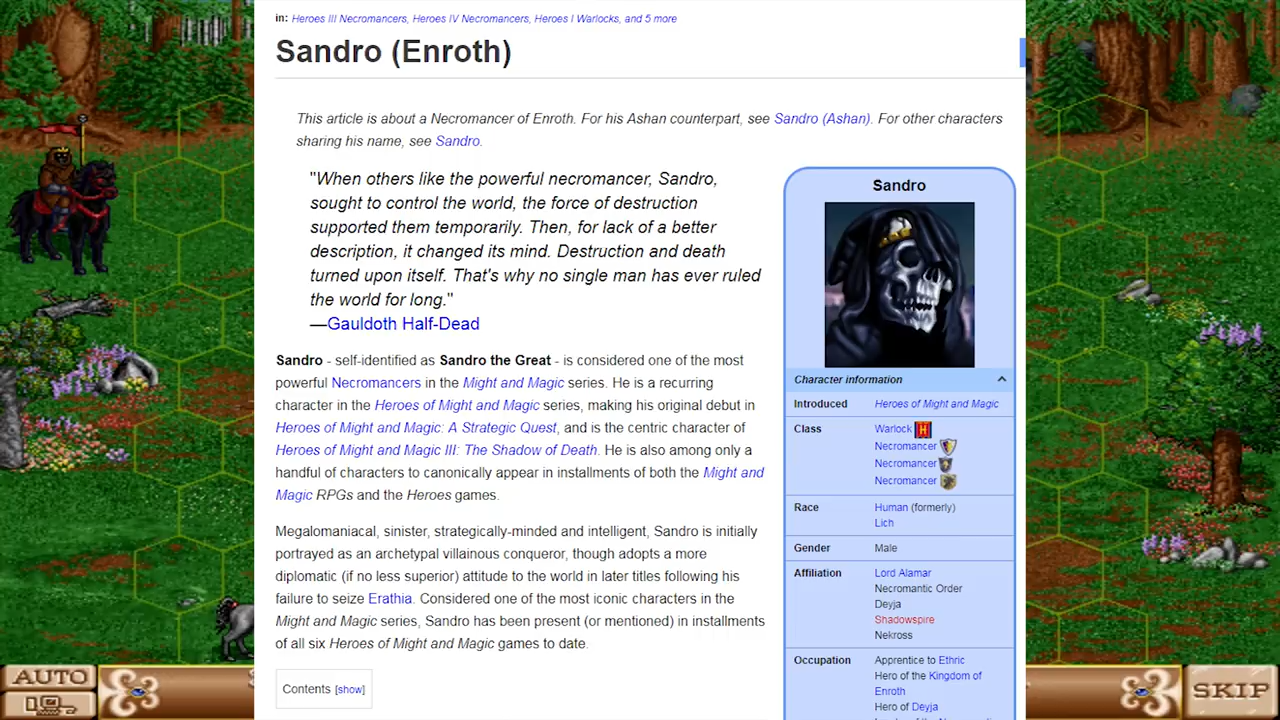 in: Heroes III Necromancers, Heroes IV Necromancers, Heroes I Warlocks, and 5 more
Sandro (Enroth)
This article is about a Necromancer of Enroth. For his Ashan counterpart, see Sandro (Ashan). For other characters
sharing his name, see Sandro.
"When others like the powerful necromancer, Sandro,
sought to control the world, the force of destruction
supported them temporarily. Then, for lack of a better
description, it changed its mind. Destruction and death
turned upon itself. That's why no single man has ever ruled
the world for long."
—Gauldoth Half-Dead
Sandro - self-identified as Sandro the Great - is considered one of the most
powerful Necromancers in the Might and Magic series. He is a recurring
character in the Heroes of Might and Magic series, making his original debut in
Heroes of Might and Magic: A Strategic Quest, and is the centric character of
Heroes of Might and Magic III: The Shadow of Death. He is also among only a
handful of characters to canonically appear in installments of both the Might and
Magic RPGs and the Heroes games.
Megalomaniacal, sinister, strategically-minded and intelligent, Sandro is initially
portrayed as an archetypal villainous conqueror, though adopts a more
diplomatic (if no less superior) attitude to the world in later titles following his
failure to seize Erathia. Considered one of the most iconic characters in the
Might and Magic series, Sandro has been present (or mentioned) in installments
of all six Heroes of Might and Magic games to date.
Contents [show]
Sandro
Character information
Introduced Heroes of Might and Magic
Class Warlock
Necromancer
Necromancer
Necromancer
Race Human (formerly)
Lich
Gender Male
Affiliation Lord Alamar
Necromantic Order
Deyja
Shadowspire
Nekross
Occupation Apprentice to Ethric
Hero of the Kingdom of
Enroth
Hero of Deyja
AUTO
SKIP